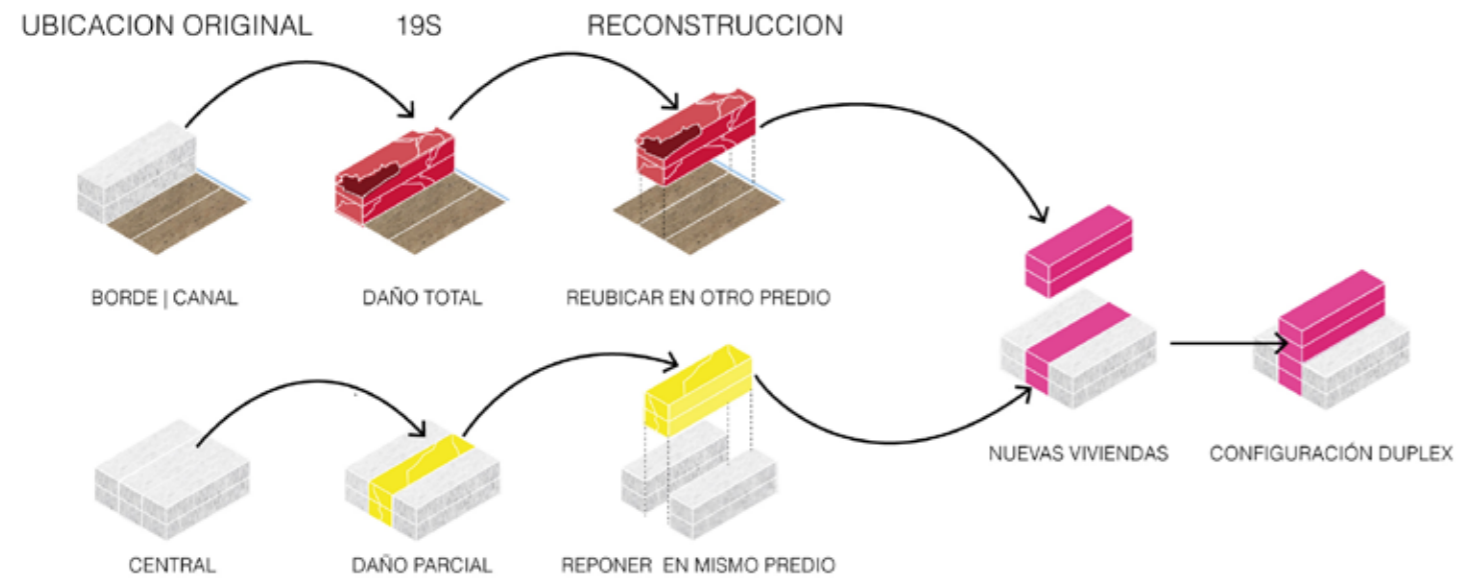 UBICACION ORIGINAL
19S
RECONSTRUCCION
BORDE | CANAL
DAÑO TOTAL
REUBICAR EN OTRO PREDIO
NUEVAS VIVIENDAS
CONFIGURACIÓN DUPLEX
CENTRAL
DAÑO PARCIAL
REPONER EN MISMO PREDIO